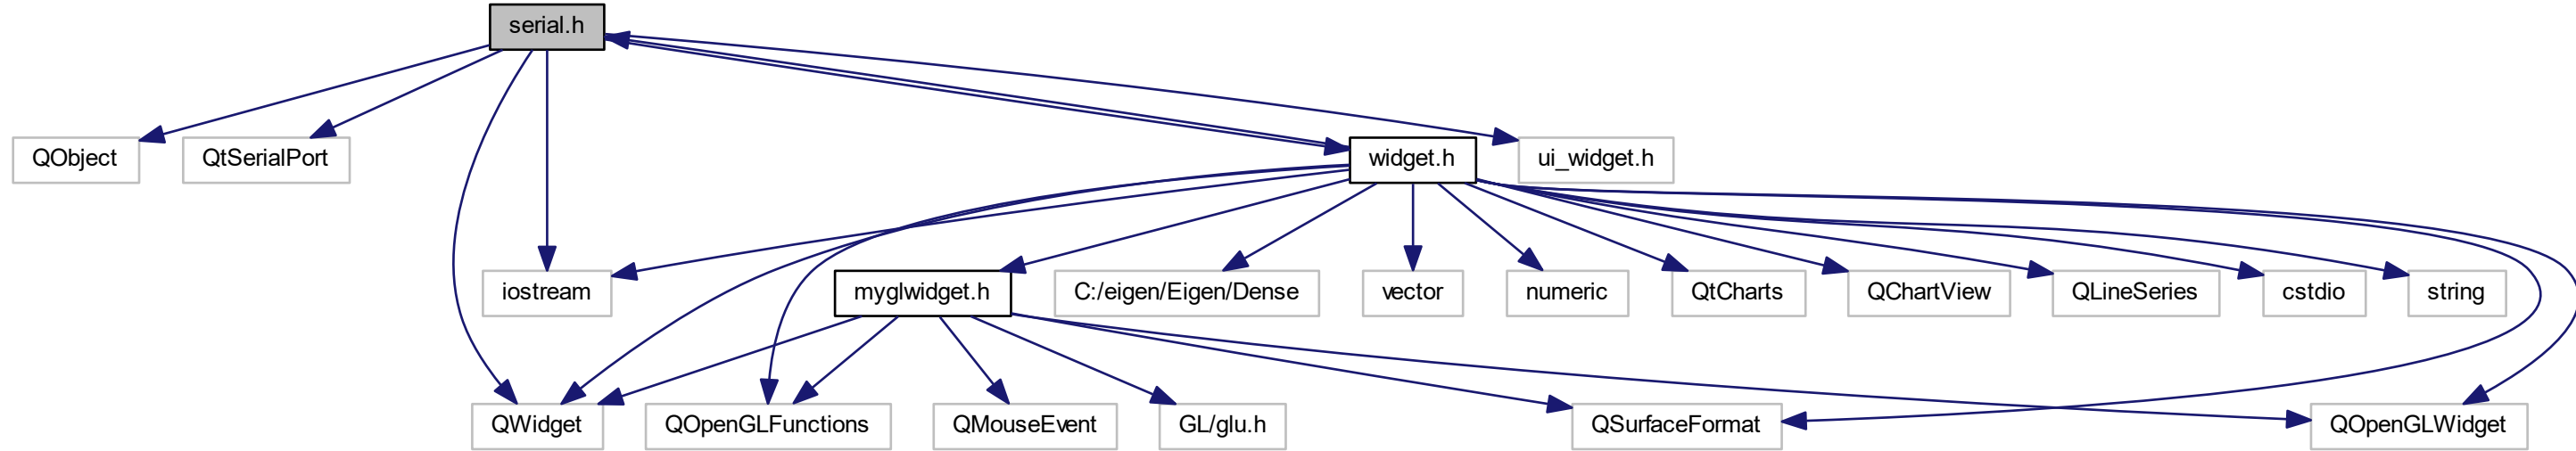 serial.h
QObject
QtSerialPort
widget.h
ui_widget.h
iostream
myglwidget.h
C:/eigen/Eigen/Dense
vector
numeric
QtCharts
QChartView
QLineSeries
cstdio
string
QWidget
QOpenGLFunctions
QMouseEvent
GL/glu.h
QSurfaceFormat
QOpenGLWidget